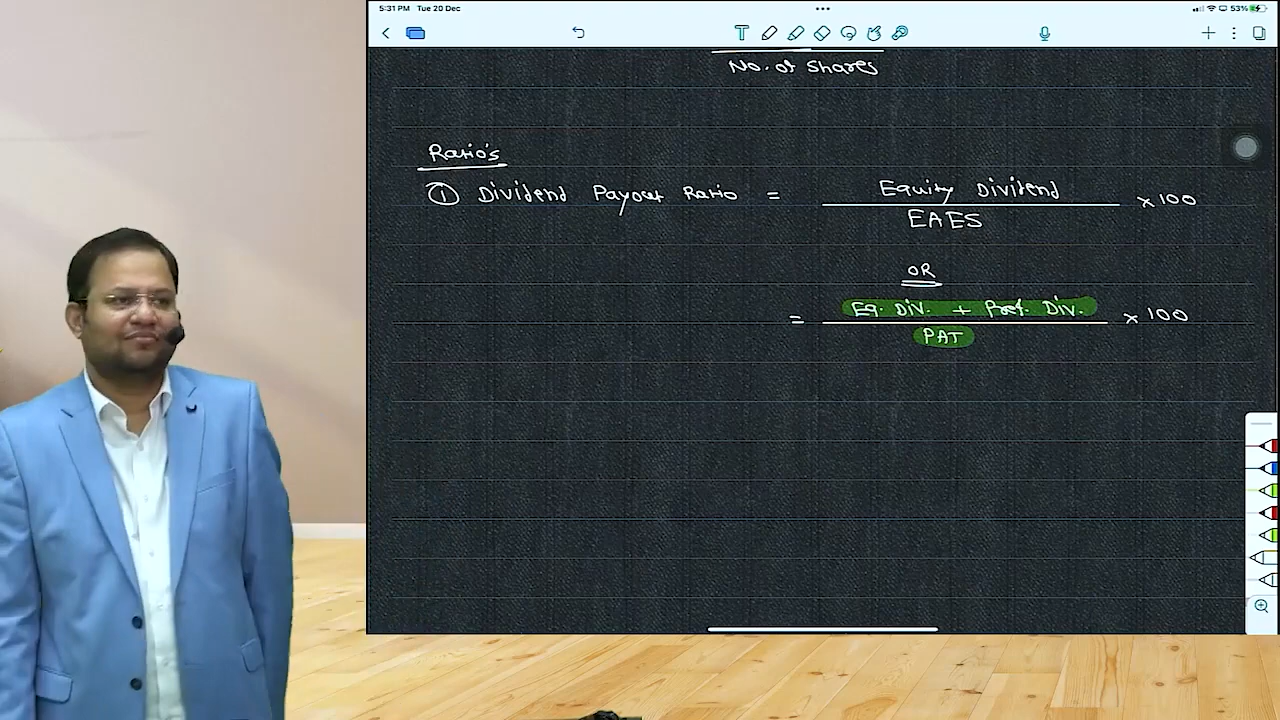 5:31 PM Tue 20 Dec
53%
No. of Shares
Ratio's
① Dividend Payout Ratio = Equity Dividend
EAES
× 100
OR
= Eq. Div. + Pref. Div.
PAT
× 100